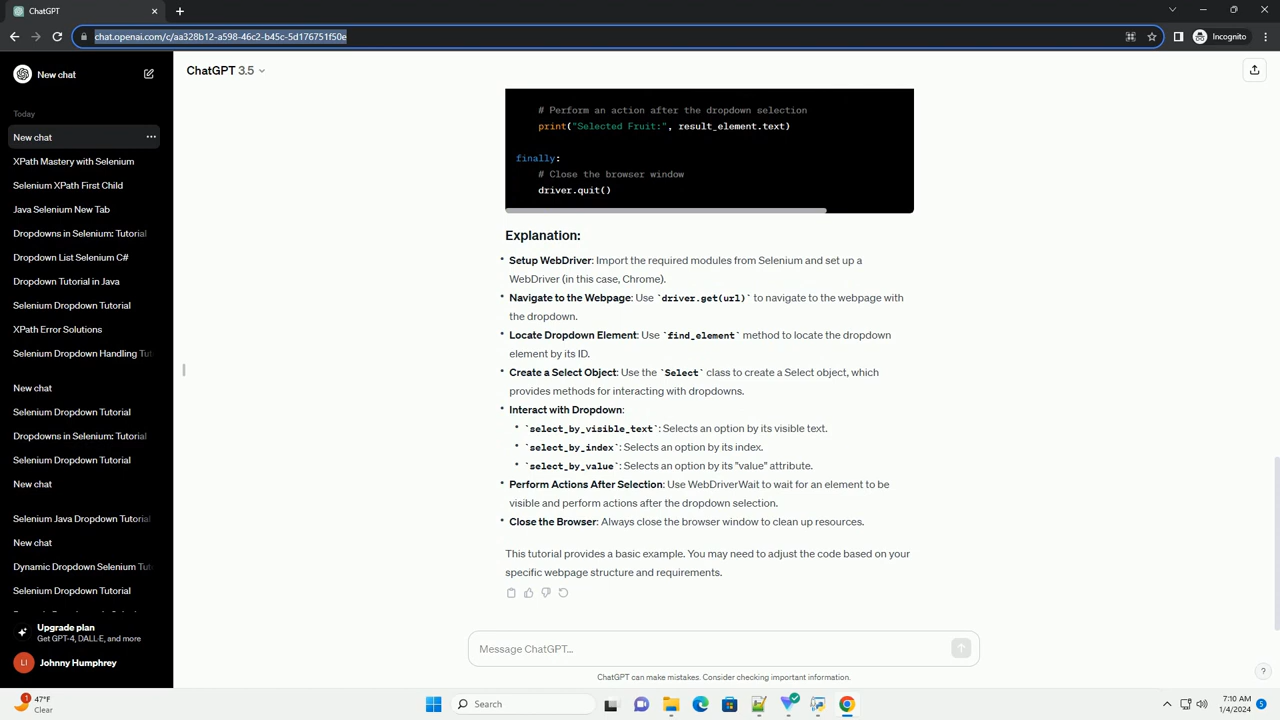 ChatGPT
chat.openai.com/c/aa328b12-a598-46c2-b45c-5d176751f50e
Incognito
New chat
Today
New chat
XPath Mastery with Selenium
Selenium XPath First Child
Java Selenium New Tab
Dropdowns in Selenium: Tutorial
Dropdown List Selenium C#
Dropdown Tutorial in Java
Selenium Dropdown Tutorial
XPath Error Solutions
Selenium Dropdown Handling Tut
New chat
Selenium Dropdown Tutorial
Dropdowns in Selenium: Tutorial
Selenium Dropdown Tutorial
New chat
Selenium Java Dropdown Tutorial
New chat
Dynamic Dropdown Selenium Tuto
Selenium Dropdown Tutorial
Upgrade plan
Get GPT-4, DALL·E, and more
LI
Johnny Humphrey
ChatGPT 3.5
# Perform an action after the dropdown selection
print("Selected Fruit:", result_element.text)
finally:
# Close the browser window
driver.quit()
Explanation:
• Setup WebDriver: Import the required modules from Selenium and set up a
WebDriver (in this case, Chrome).
• Navigate to the Webpage: Use `driver.get(url)` to navigate to the webpage with
the dropdown.
• Locate Dropdown Element: Use `find_element` method to locate the dropdown
element by its ID.
• Create a Select Object: Use the `Select` class to create a Select object, which
provides methods for interacting with dropdowns.
• Interact with Dropdown:
• `select_by_visible_text`: Selects an option by its visible text.
• `select_by_index`: Selects an option by its index.
• `select_by_value`: Selects an option by its "value" attribute.
• Perform Actions After Selection: Use WebDriverWait to wait for an element to be
visible and perform actions after the dropdown selection.
• Close the Browser: Always close the browser window to clean up resources.
This tutorial provides a basic example. You may need to adjust the code based on your
specific webpage structure and requirements.
Message ChatGPT...
ChatGPT can make mistakes. Consider checking important information.
?
1
47°F
Clear
Search
7:10 AM
1/4/2024
5